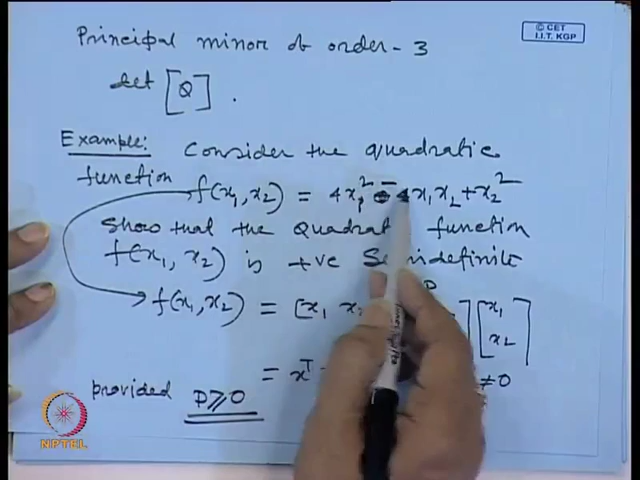 © CET
I.I.T. KGP
Principal minor of order - 3
det [Q] .
Example: Consider the quadratic
function f(x₁, x₂) = 4x₁² - 4x₁x₂ + x₂²
Show that the quadratic function
f(x₁, x₂) is +ve Semidefinite
f(x₁, x₂) = [x₁ x₂ [x₁
x₂]
= xᵀ ≠0
provided P⩾0
NPTEL